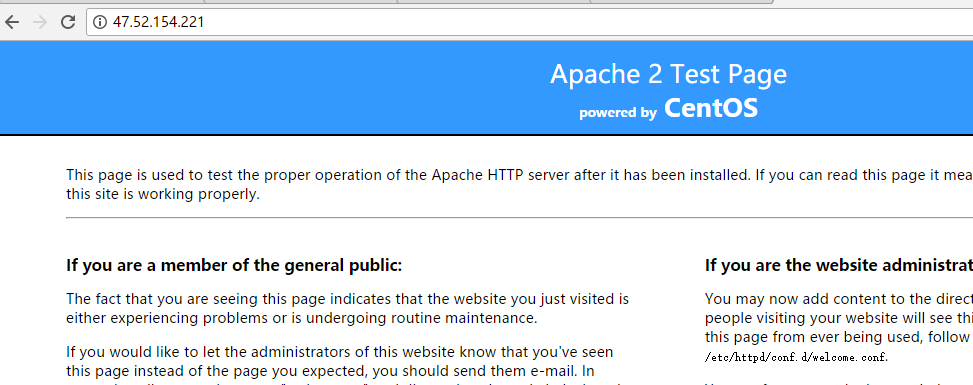 47.52.154.221
Apache 2 Test Page
powered by CentOS
This page is used to test the proper operation of the Apache HTTP server after it has been installed. If you can read this page it mea
this site is working properly.
If you are a member of the general public:
The fact that you are seeing this page indicates that the website you just visited is
either experiencing problems or is undergoing routine maintenance.
If you would like to let the administrators of this website know that you've seen
this page instead of the page you expected, you should send them e-mail. In
If you are the website administrat
You may now add content to the direct
people visiting your website will see thi
this page from ever being used, follow
/etc/httpd/conf.d/welcome.conf.